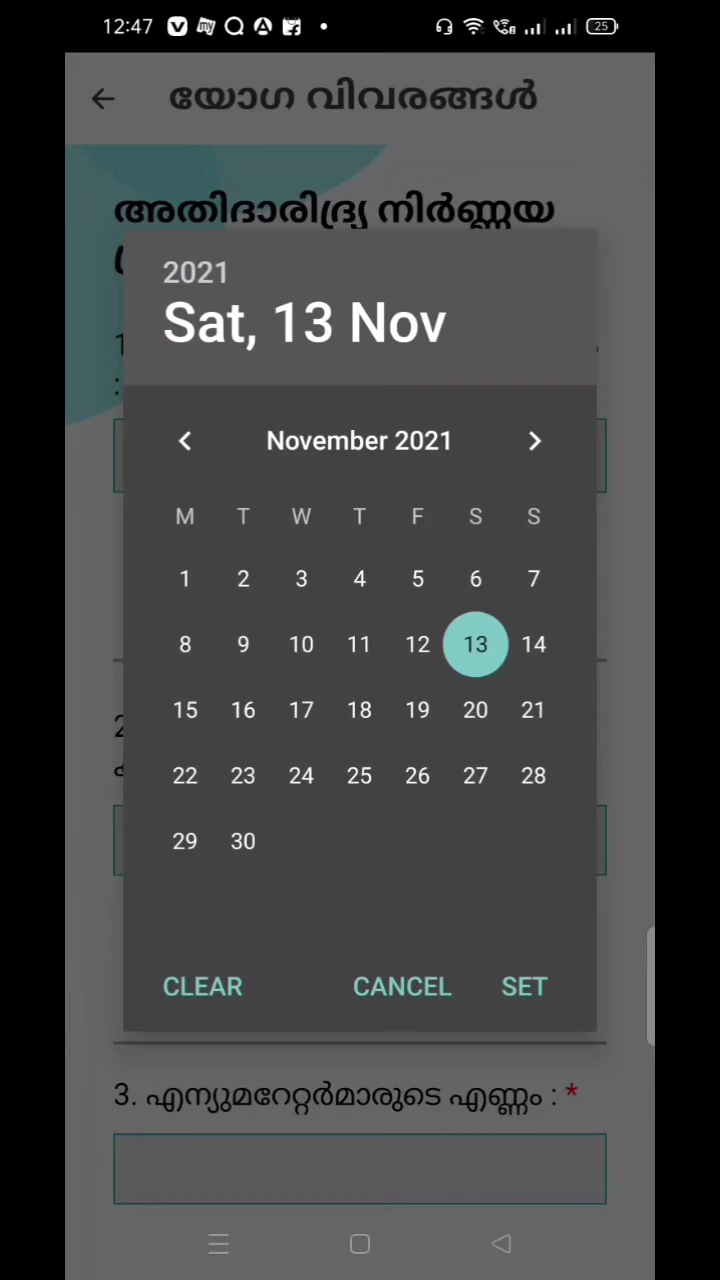 12:47
25
യോഗ വിവരങ്ങൾ
അതിദാരിദ്ര്യ നിർണ്ണയ
2021
Sat, 13 Nov
November 2021
M T W T F S S
1 2 3 4 5 6 7
8 9 10 11 12 13 14
15 16 17 18 19 20 21
22 23 24 25 26 27 28
29 30
CLEAR CANCEL SET
3. എന്യുമറേറ്റർമാരുടെ എണ്ണം : *